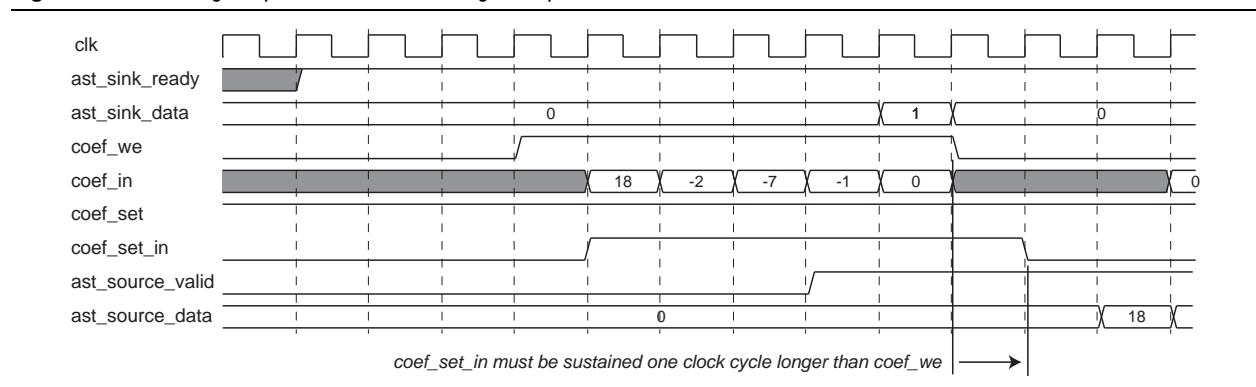 clk
ast_sink_ready
ast_sink_data 0 1 0
coef_we
coef_in 18 -2 -7 -1 0 0
coef_set
coef_set_in
ast_source_valid
ast_source_data 0 18
coef_set_in must be sustained one clock cycle longer than coef_we